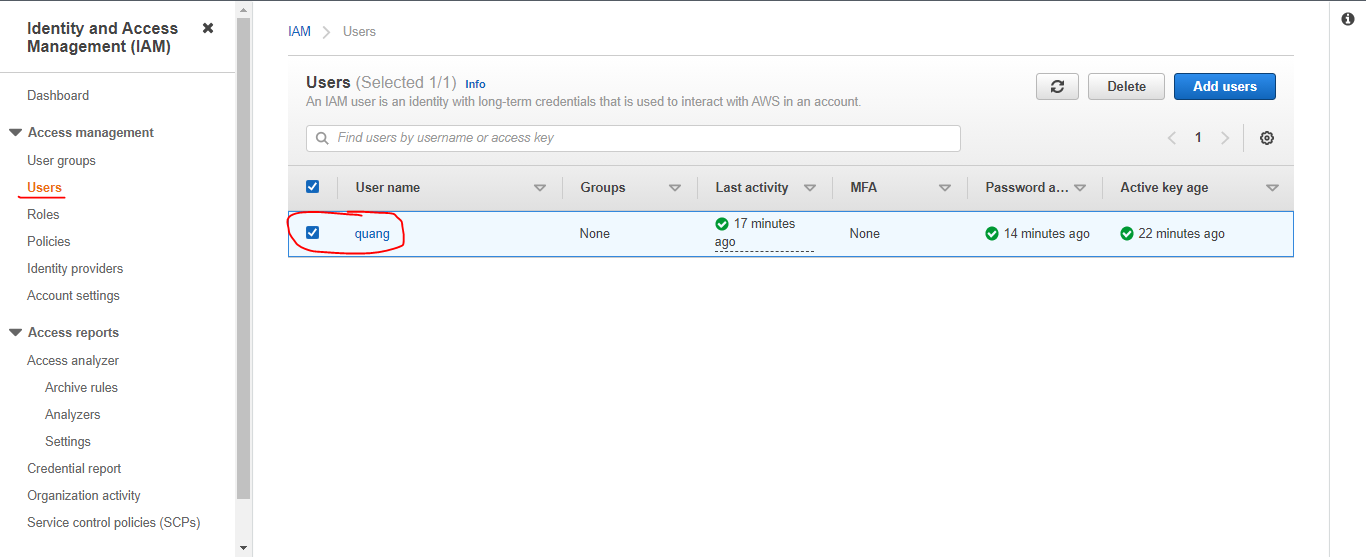 Identity and Access
Management (IAM)
Dashboard
Access management
User groups
Users
Roles
Policies
Identity providers
Account settings
Access reports
Access analyzer
Archive rules
Analyzers
Settings
Credential report
Organization activity
Service control policies (SCPs)
IAM > Users
Users (Selected 1/1) Info
An IAM user is an identity with long-term credentials that is used to interact with AWS in an account.
Delete Add users
Find users by username or access key
1
User name Groups Last activity MFA Password a... Active key age
quang None 17 minutes ago None 14 minutes ago 22 minutes ago